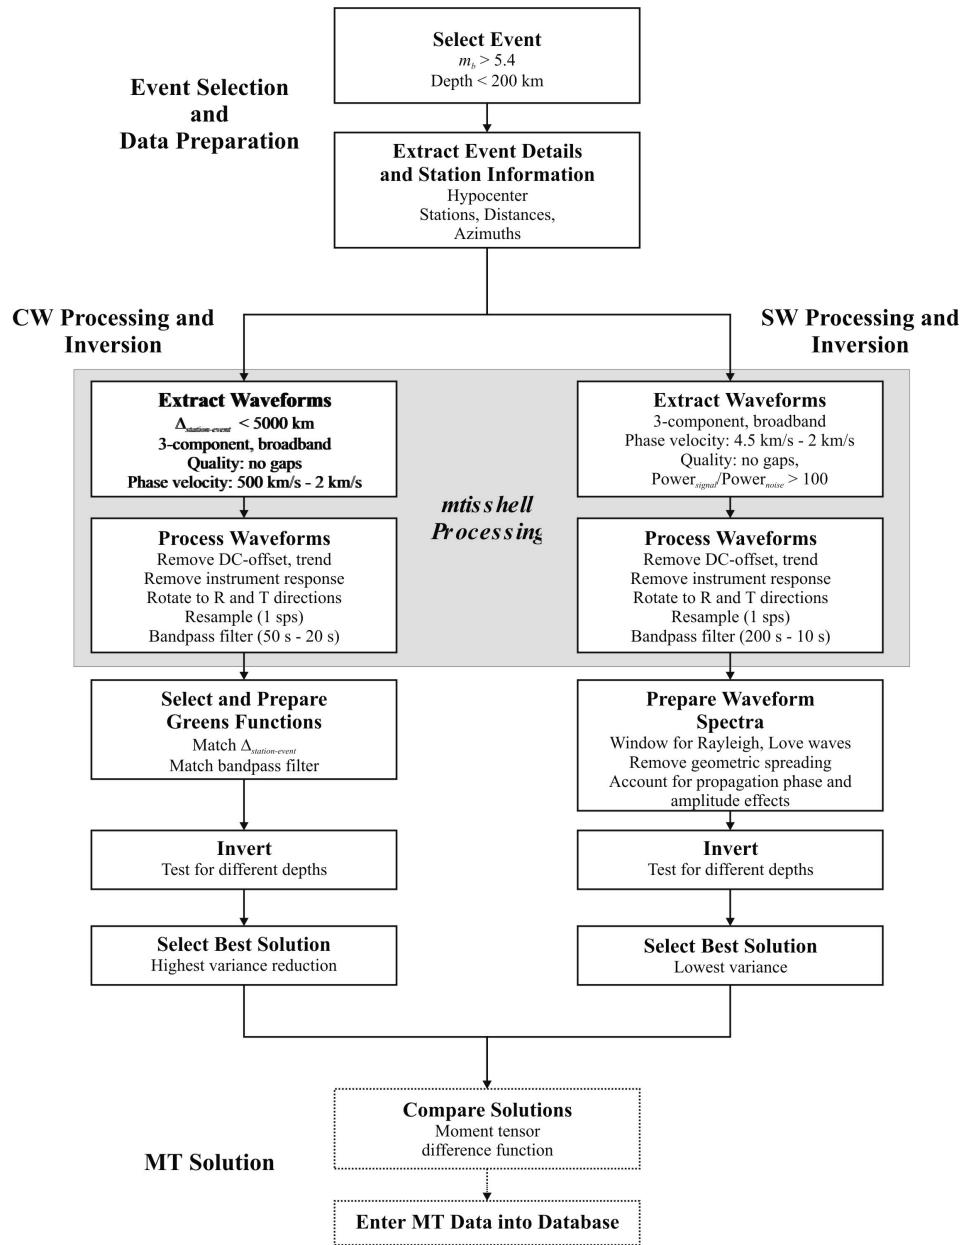 Select Event
m_b > 5.4
Depth < 200 km
Event Selection
and
Data Preparation
Extract Event Details
and Station Information
Hypocenter
Stations, Distances,
Azimuths
CW Processing and
Inversion
SW Processing and
Inversion
Extract Waveforms
Δ_station-event < 5000 km
3-component, broadband
Quality: no gaps
Phase velocity: 500 km/s - 2 km/s
Extract Waveforms
3-component, broadband
Phase velocity: 4.5 km/s - 2 km/s
Quality: no gaps,
Power_signal/Power_noise > 100
mtisshell
Processing
Process Waveforms
Remove DC-offset, trend
Remove instrument response
Rotate to R and T directions
Resample (1 sps)
Bandpass filter (50 s - 20 s)
Process Waveforms
Remove DC-offset, trend
Remove instrument response
Rotate to R and T directions
Resample (1 sps)
Bandpass filter (200 s - 10 s)
Select and Prepare
Greens Functions
Match Δ_station-event
Match bandpass filter
Prepare Waveform
Spectra
Window for Rayleigh, Love waves
Remove geometric spreading
Account for propagation phase and
amplitude effects
Invert
Test for different depths
Invert
Test for different depths
Select Best Solution
Highest variance reduction
Select Best Solution
Lowest variance
Compare Solutions
Moment tensor
difference function
MT Solution
Enter MT Data into Database